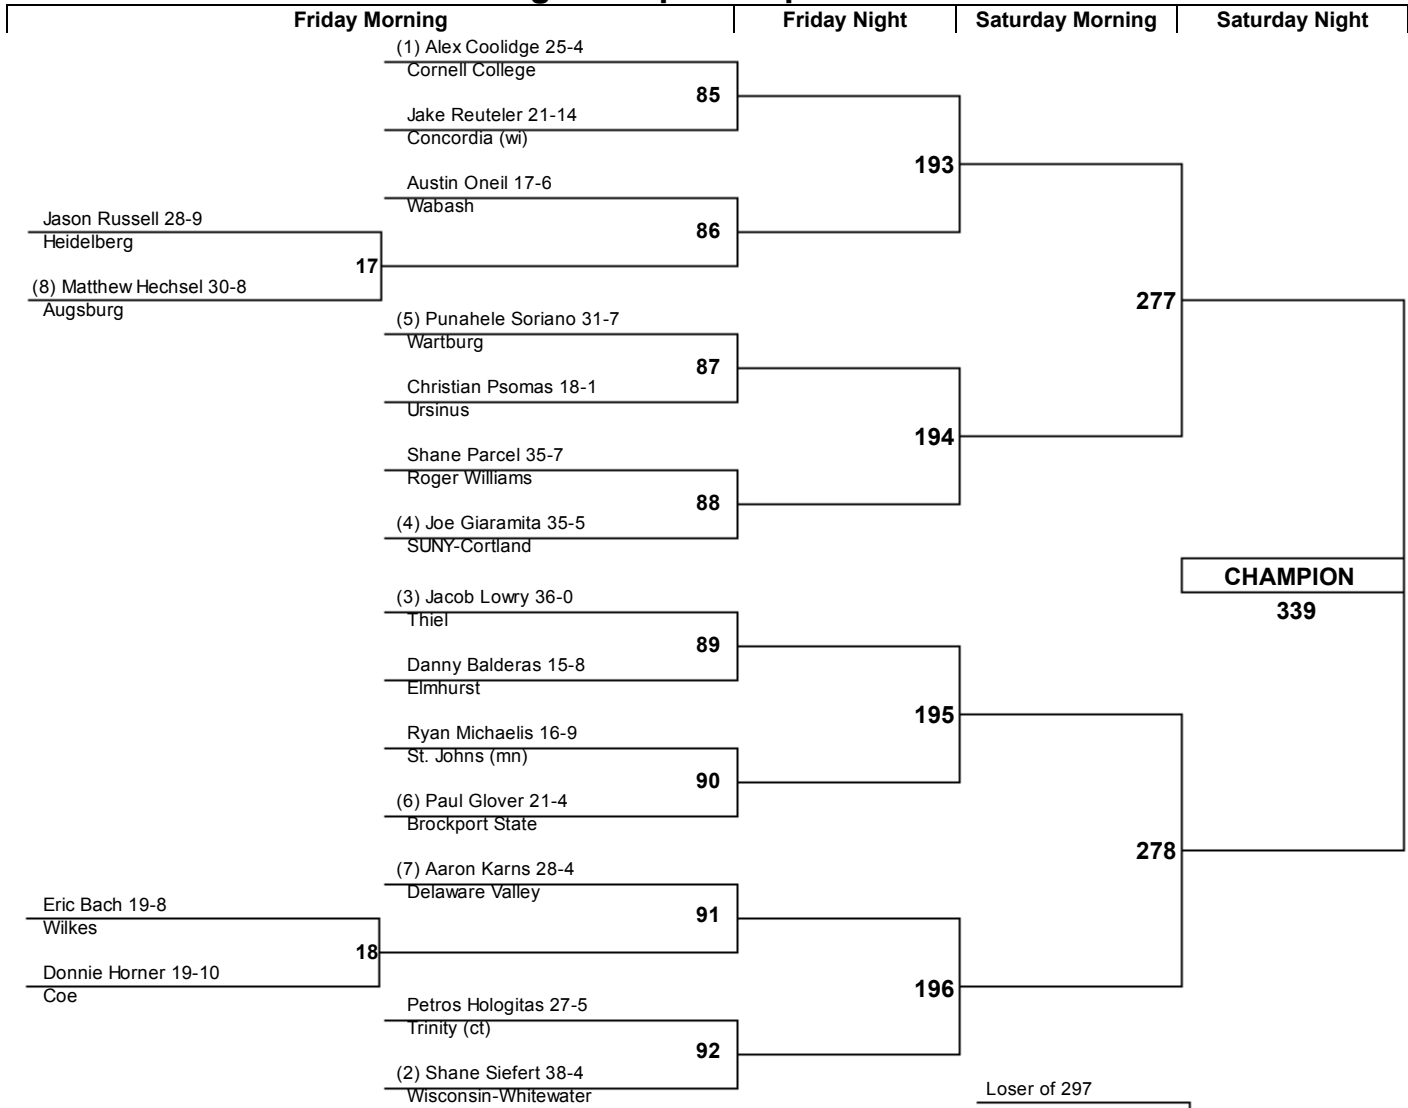 Friday Morning
Friday Night
Saturday Morning
Saturday Night
(1) Alex Coolidge 25-4
Cornell College
85
Jake Reuteler 21-14
Concordia (wi)
193
Austin Oneil 17-6
Wabash
86
Jason Russell 28-9
Heidelberg
17
(8) Matthew Hechsel 30-8
Augsburg
277
(5) Punahele Soriano 31-7
Wartburg
87
Christian Psomas 18-1
Ursinus
194
Shane Parcel 35-7
Roger Williams
88
(4) Joe Giaramita 35-5
SUNY-Cortland
CHAMPION
339
(3) Jacob Lowry 36-0
Thiel
89
Danny Balderas 15-8
Elmhurst
195
Ryan Michaelis 16-9
St. Johns (mn)
90
(6) Paul Glover 21-4
Brockport State
278
(7) Aaron Karns 28-4
Delaware Valley
91
Eric Bach 19-8
Wilkes
18
Donnie Horner 19-10
Coe
196
Petros Hologitas 27-5
Trinity (ct)
92
(2) Shane Siefert 38-4
Wisconsin-Whitewater
Loser of 297